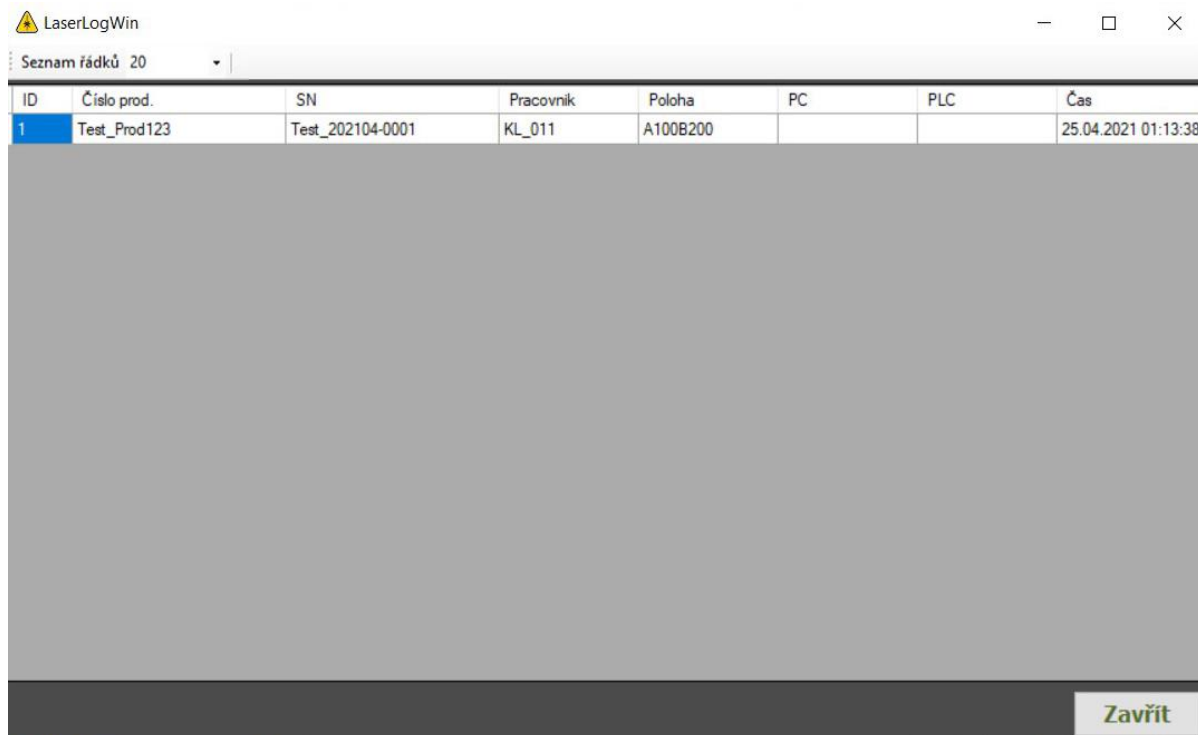 LaserLogWin
Seznam řádků 20
ID Číslo prod. SN Pracovnik Poloha PC PLC Čas
1 Test_Prod123 Test_202104-0001 KL_011 A100B200 25.04.2021 01:13:38
Zavřít